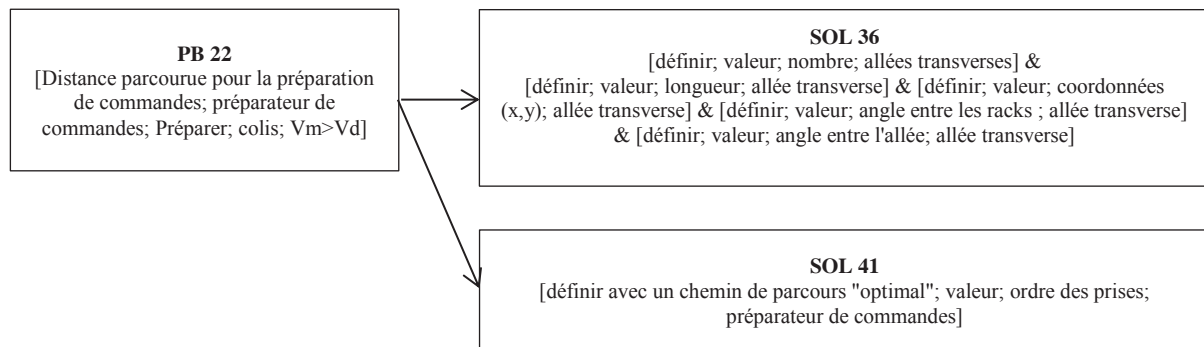 PB 22
[Distance parcourue pour la préparation
de commandes; préparateur de
commandes; Préparer; colis; Vm>Vd]
SOL 36
[définir; valeur; nombre; allées transverses] &
[définir; valeur; longueur; allée transverse] & [définir; valeur; coordonnées
(x,y); allée transverse] & [définir; valeur; angle entre les racks ; allée transverse]
& [définir; valeur; angle entre l'allée; allée transverse]
SOL 41
[définir avec un chemin de parcours "optimal"; valeur; ordre des prises;
préparateur de commandes]